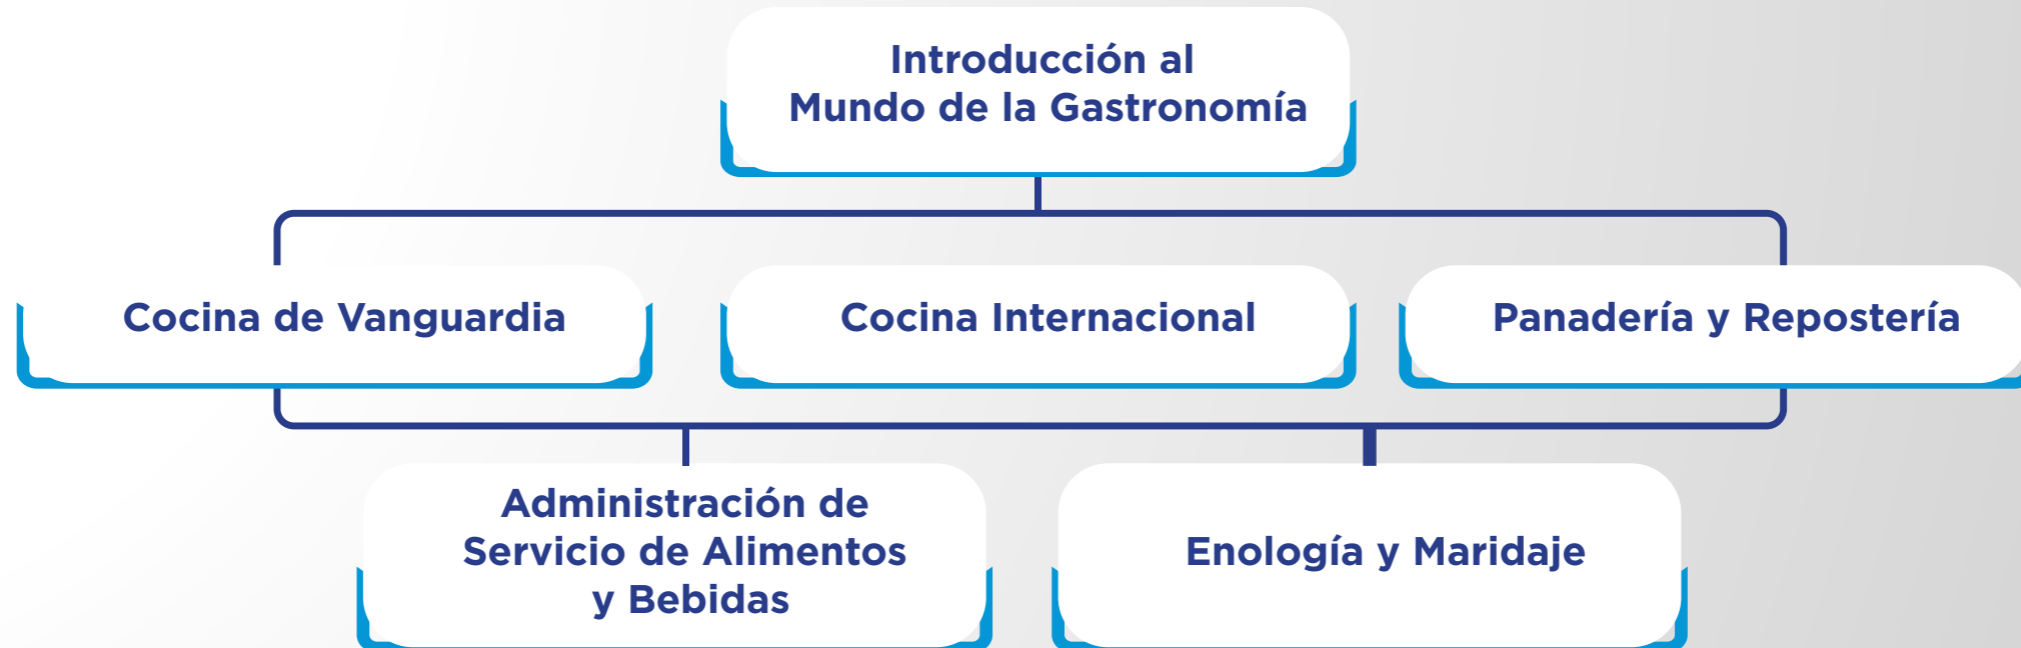 Introducción al
Mundo de la Gastronomía
Cocina de Vanguardia
Cocina Internacional
Panadería y Repostería
Administración de
Servicio de Alimentos
y Bebidas
Enología y Maridaje